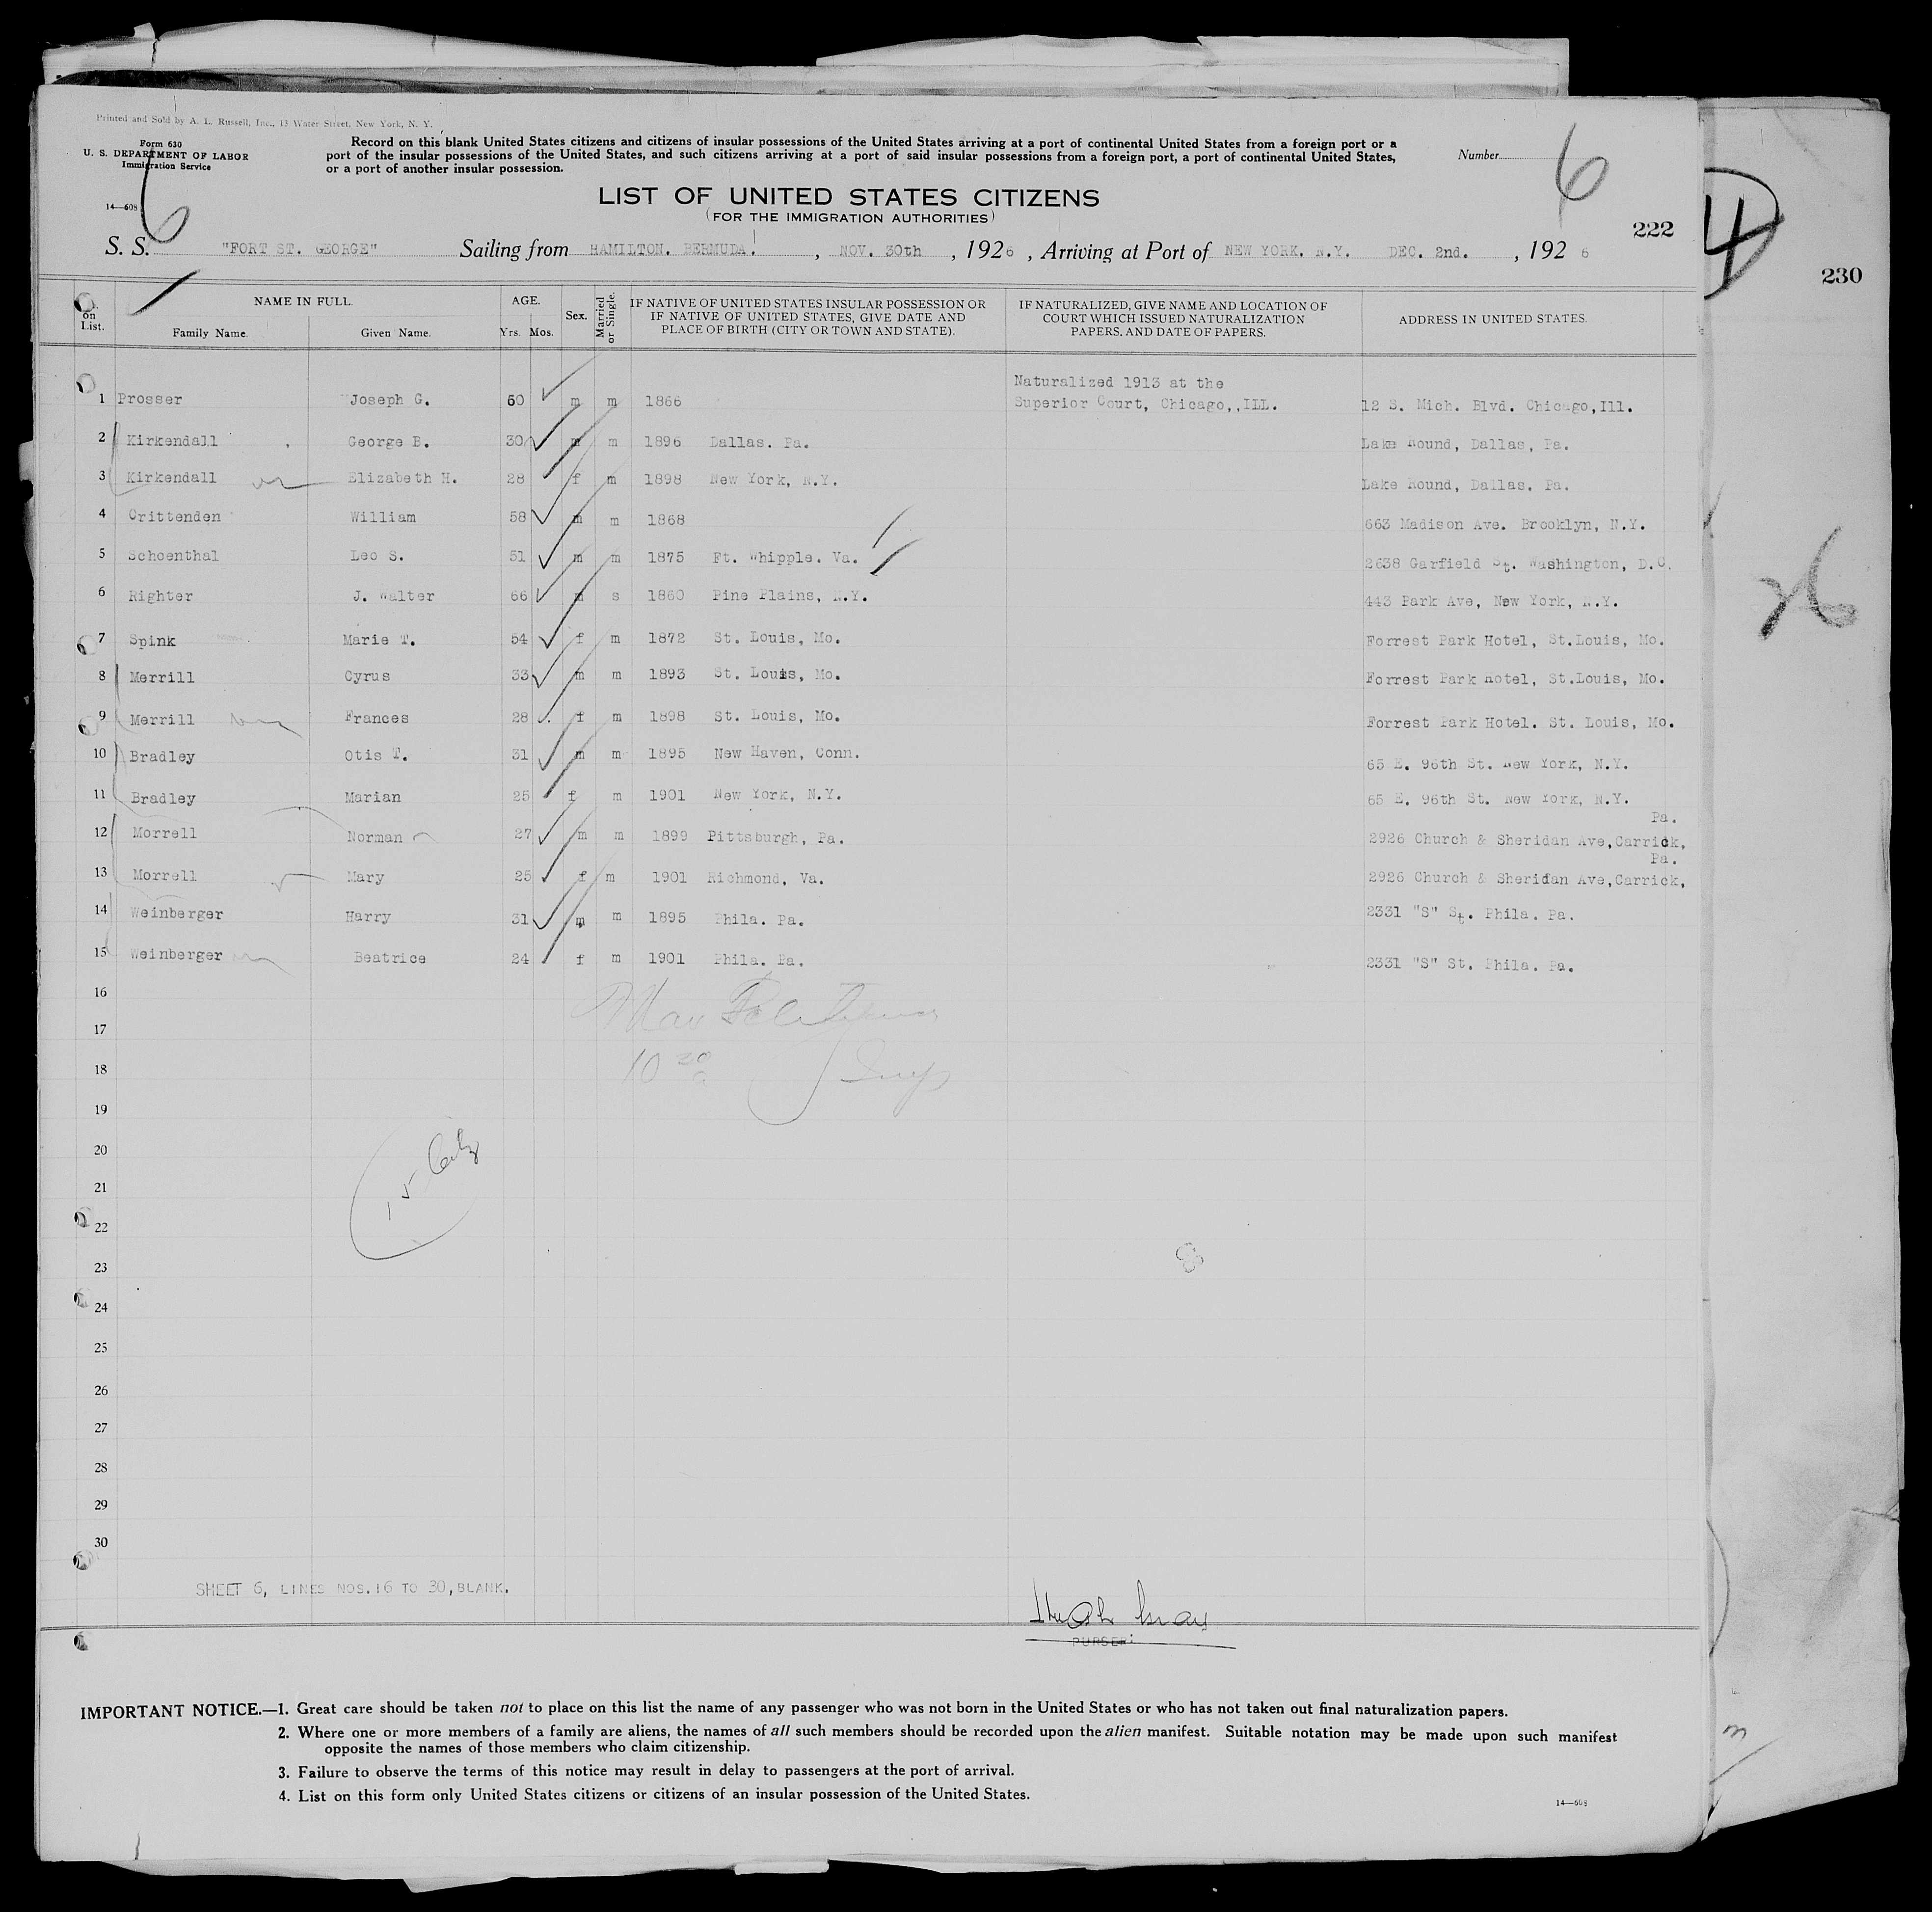 Printed and Sold by A. L. Russell, Inc., 13 Water Street, New York, N. Y.
Form 630
U. S. DEPARTMENT OF LABOR
Immigration Service
14—608
6
Record on this blank United States citizens and citizens of insular possessions of the United States arriving at a port of continental United States from a foreign port or a
port of the insular possessions of the United States, and such citizens arriving at a port of said insular possessions from a foreign port, a port of continental United States,
or a port of another insular possession.
Number
6
LIST OF UNITED STATES CITIZENS
(FOR THE IMMIGRATION AUTHORITIES)
222
4
230
S. S. "FORT ST. GEORGE" Sailing from HAMILTON. BERMUDA. , NOV. 30th , 1926 , Arriving at Port of NEW YORK. N.Y. DEC. 2nd. , 192 6
on List. NAME IN FULL. Family Name. Given Name. AGE. Yrs. Mos. Sex. Married or Single. IF NATIVE OF UNITED STATES INSULAR POSSESSION OR IF NATIVE OF UNITED STATES, GIVE DATE AND PLACE OF BIRTH (CITY OR TOWN AND STATE). IF NATURALIZED, GIVE NAME AND LOCATION OF COURT WHICH ISSUED NATURALIZATION PAPERS, AND DATE OF PAPERS. ADDRESS IN UNITED STATES.
1 Prosser Joseph G. 60 m m 1866 Naturalized 1913 at the Superior Court, Chicago,,ILL. 12 S. Mich. Blvd. Chicago,Ill.
2 Kirkendall George B. 30 m m 1896 Dallas. Pa. Lake Round, Dallas, Pa.
3 Kirkendall Elizabeth H. 28 f m 1898 New York, N.Y. Lake Round, Dallas. Pa.
4 Crittenden William 58 m m 1868 663 Madison Ave. Brooklyn, N.Y.
5 Schoenthal Leo S. 51 m m 1875 Ft. Whipple. Va. 2638 Garfield St. Washington, D.C.
6 Righter J. Walter 66 m s 1860 Pine Plains, N.Y. 443 Park Ave, New York, N.Y.
7 Spink Marie T. 54 f m 1872 St. Louis, Mo. Forrest Park Hotel, St.Louis, Mo.
8 Merrill Cyrus 33 m m 1893 St. Louis, Mo. Forrest Park Hotel, St.Louis, Mo.
9 Merrill Frances 28 f m 1898 St. Louis, Mo. Forrest Park Hotel. St. Louis, Mo.
10 Bradley Otis T. 31 m m 1895 New Haven, Conn. 65 E. 96th St. New York, N.Y.
11 Bradley Marian 25 f m 1901 New York, N.Y. 65 E. 96th St. New York, N.Y.
12 Morrell Norman 27 m m 1899 Pittsburgh, Pa. 2926 Church & Sheridan Ave,Carrick, Pa.
13 Morrell Mary 25 f m 1901 Richmond, Va. 2926 Church & Sheridan Ave,Carrick, Pa.
14 Weinberger Harry 31 m m 1895 Phila. Pa. 2331 "S" St. Phila. Pa.
15 Weinberger Beatrice 24 f m 1901 Phila. Pa. 2331 "S" St. Phila. Pa.
16
17
18
19
20
21
22
23
24
25
26
27
28
29
30
SHEET 6, LINES NOS.16 TO 30,BLANK.
PURSER.
IMPORTANT NOTICE.—1. Great care should be taken not to place on this list the name of any passenger who was not born in the United States or who has not taken out final naturalization papers.
2. Where one or more members of a family are aliens, the names of all such members should be recorded upon the alien manifest. Suitable notation may be made upon such manifest
opposite the names of those members who claim citizenship.
3. Failure to observe the terms of this notice may result in delay to passengers at the port of arrival.
4. List on this form only United States citizens or citizens of an insular possession of the United States.
14—608